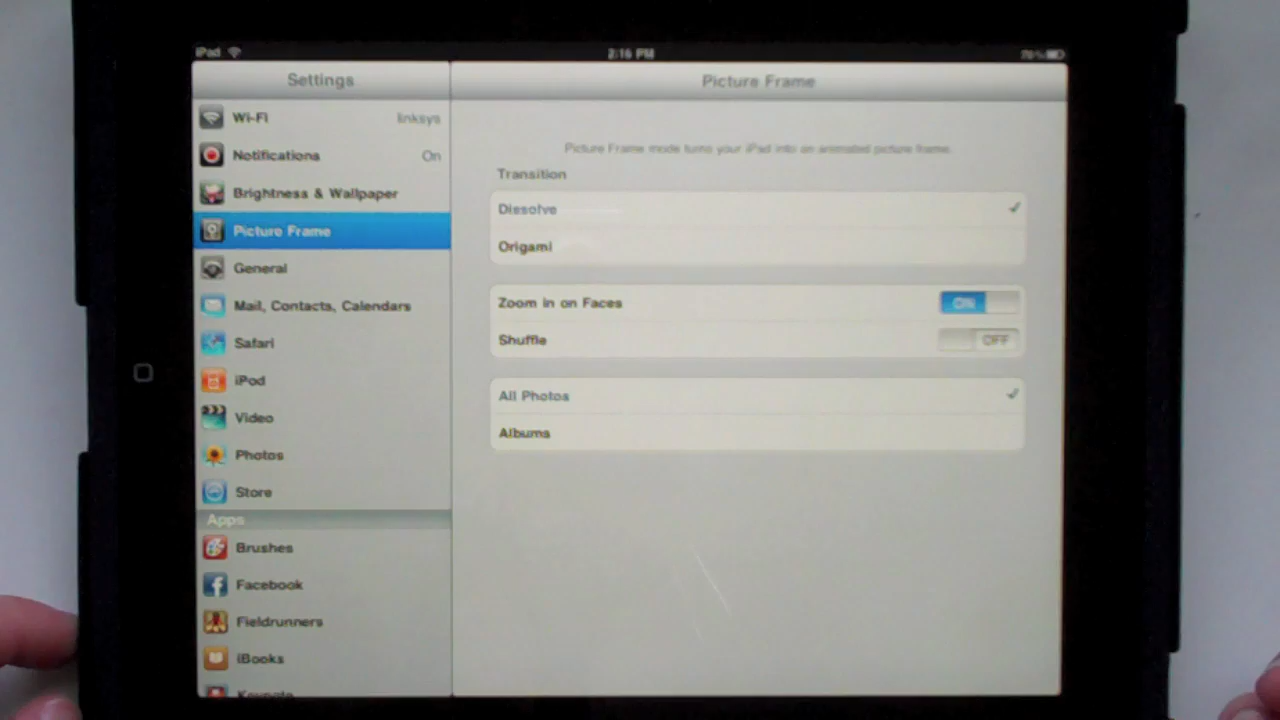 iPad 2:16 PM
Settings
Wi-Fi linksys
Notifications On
Brightness & Wallpaper
Picture Frame
General
Mail, Contacts, Calendars
Safari
iPod
Video
Photos
Store
Apps
Brushes
Facebook
Fieldrunners
iBooks
Keynote
Picture Frame
Picture Frame mode turns your iPad into an animated picture frame.
Transition
Dissolve
Origami
Zoom in on Faces ON
Shuffle OFF
All Photos
Albums